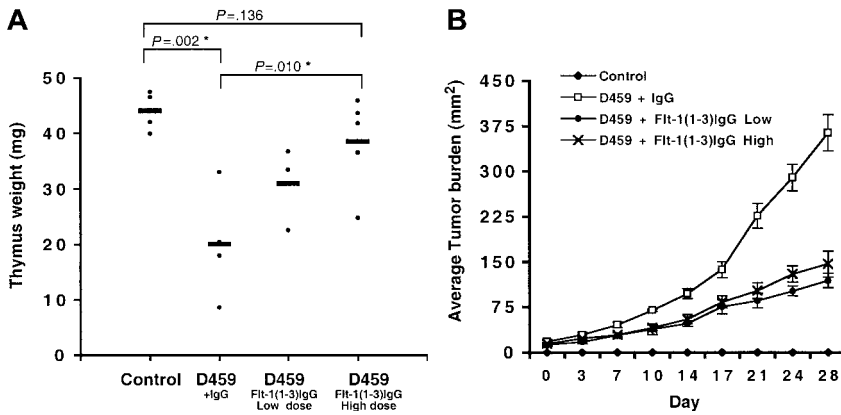 A
P=.136
P=.002 *
P=.010 *
50
40
30
20
10
0
Thymus weight (mg)
Control
D459
+IgG
D459
Flt-1(1-3)IgG
Low dose
D459
Flt-1(1-3)IgG
High dose
B
Control
D459 + IgG
D459 + Flt-1(1-3)IgG Low
D459 + Flt-1(1-3)IgG High
450
375
300
225
150
75
0
Average Tumor burden (mm²)
0 3 7 10 14 17 21 24 28
Day